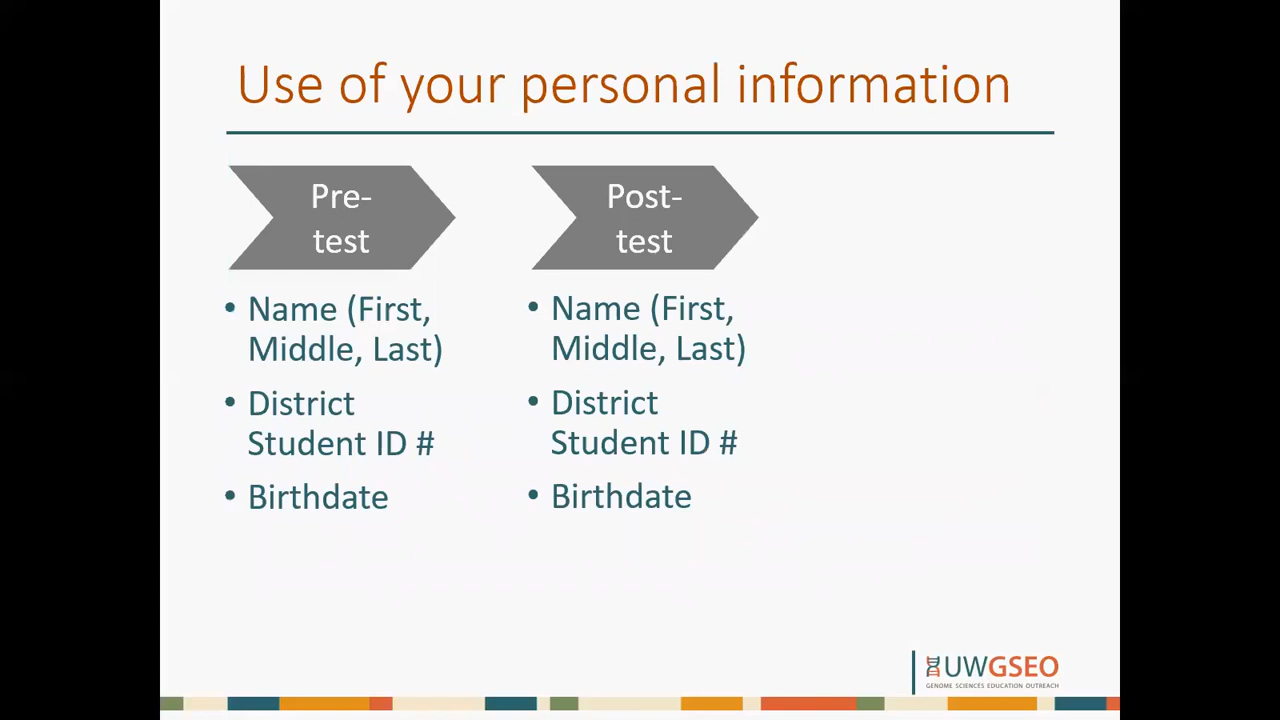 Use of your personal information
Pre-
test
• Name (First,
Middle, Last)
• District
Student ID #
• Birthdate
Post-
test
• Name (First,
Middle, Last)
• District
Student ID #
• Birthdate
UWGSEO
GENOME SCIENCES EDUCATION OUTREACH